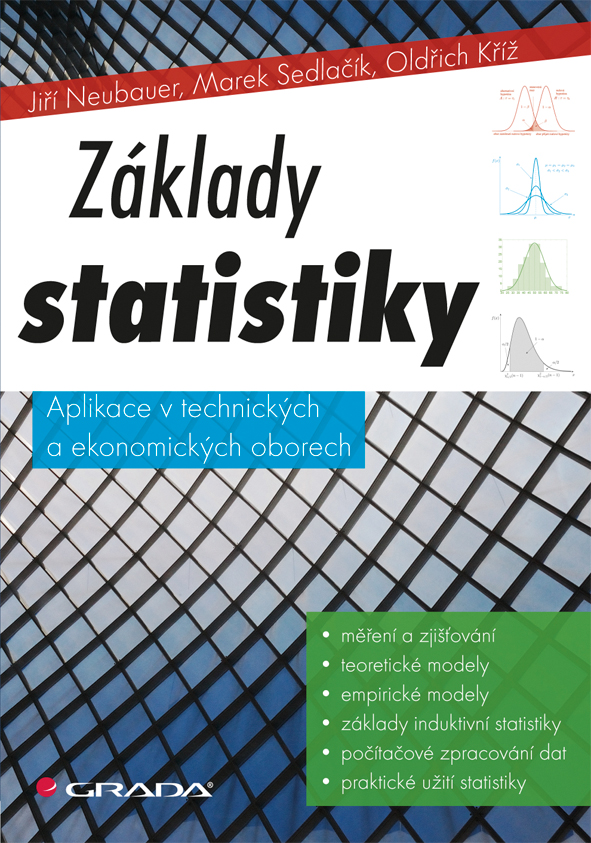 Jiří Neubauer, Marek Sedlačík, Oldřich Kříž
Základy
statistiky
Aplikace v technických
a ekonomických oborech
• měření a zjišťování
• teoretické modely
• empirické modely
• základy induktivní statistiky
• počítačové zpracování dat
• praktické užití statistiky
GRADA®